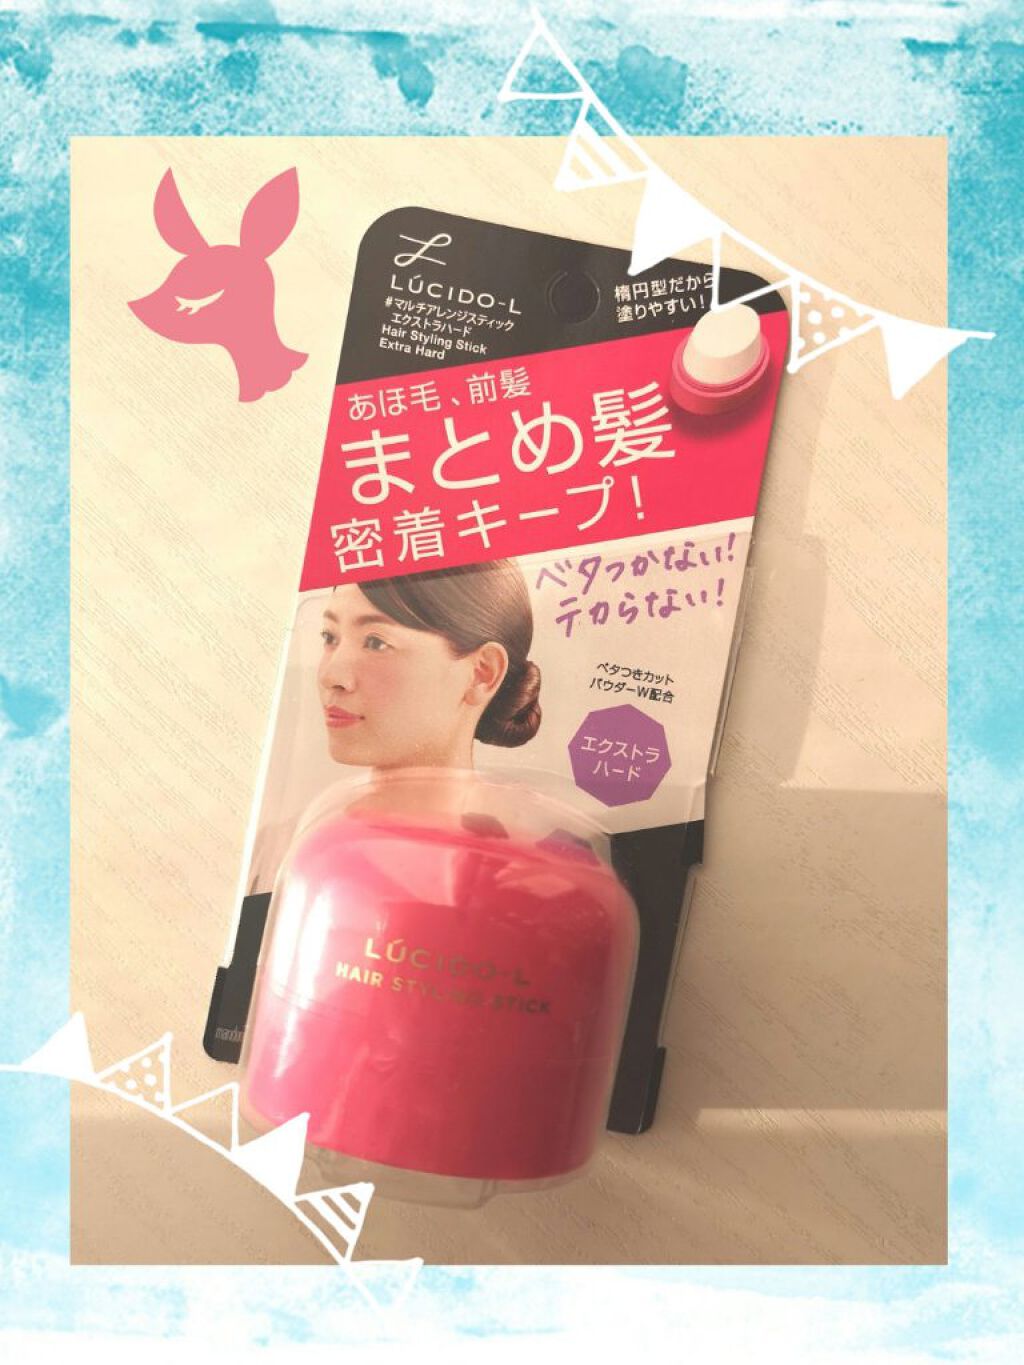 LÚCIDO-L
#マルチアレンジスティック
エクストラハード
Hair Styling Stick
Extra Hard
楕円型だから
塗りやすい!
あほ毛、前髪
まとめ髪
密着キープ!
ベタつかない!
テカらない!
ベタつきカット
パウダーW配合
エクストラ
ハード
LÚCIDO-L
HAIR STYLING STICK